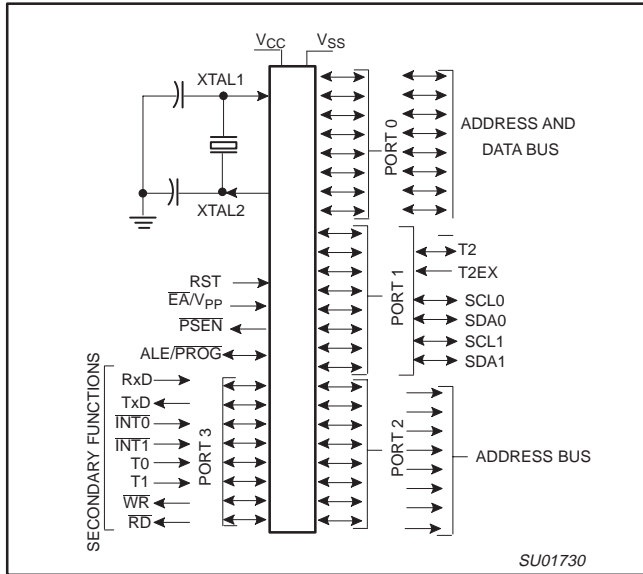 VCC VSS
XTAL1
XTAL2
PORT 0
ADDRESS AND
DATA BUS
RST
EA/VPP
PSEN
ALE/PROG
PORT 1
T2
T2EX
SCL0
SDA0
SCL1
SDA1
SECONDARY FUNCTIONS
RxD
TxD
INT0
INT1
T0
T1
WR
RD
PORT 3
PORT 2
ADDRESS BUS
SU01730